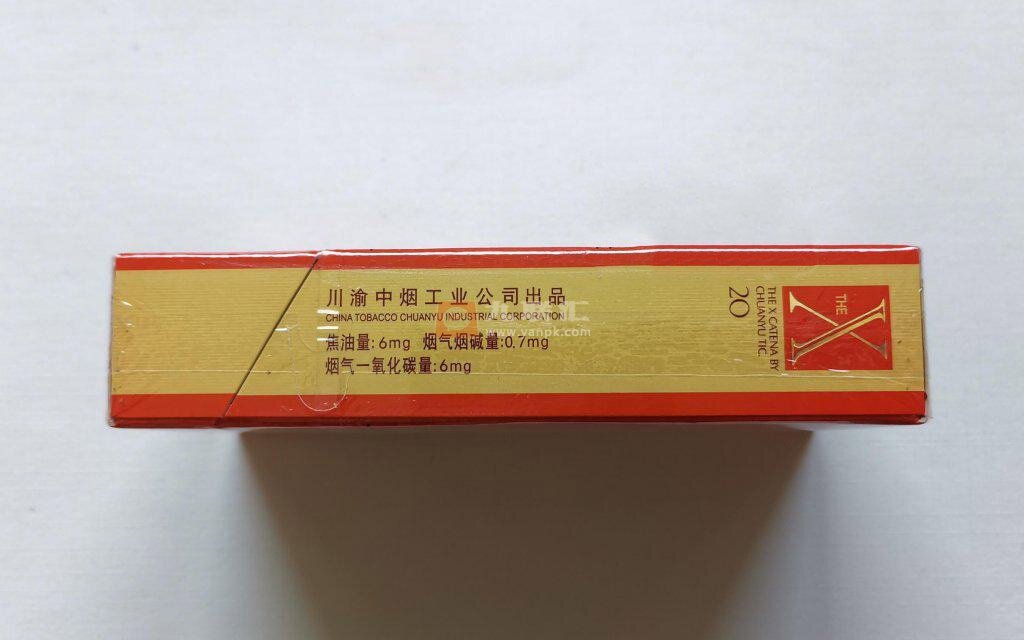 川渝中烟工业公司出品
CHINA TOBACCO CHUANYU INDUSTRIAL CORPORATION
焦油量:6mg 烟气烟碱量:0.7mg
烟气一氧化碳量:6mg
www.yanpk.com
THE
X
THE X CATENA BY
CHUANYU TIC.
20